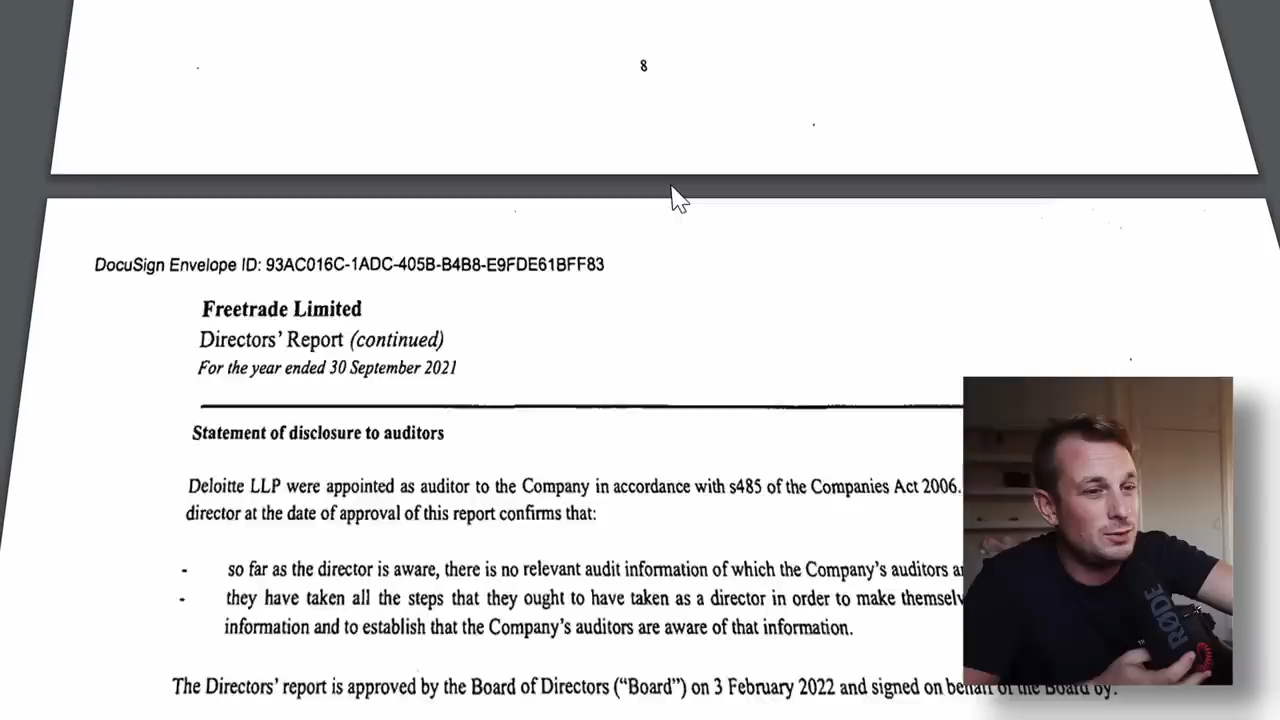 8
DocuSign Envelope ID: 93AC016C-1ADC-405B-B4B8-E9FDE61BFF83
Freetrade Limited
Directors' Report (continued)
For the year ended 30 September 2021
Statement of disclosure to auditors
Deloitte LLP were appointed as auditor to the Company in accordance with s485 of the Companies Act 2006.
director at the date of approval of this report confirms that:
- so far as the director is aware, there is no relevant audit information of which the Company's auditors
- they have taken all the steps that they ought to have taken as a director in order to make
information and to establish that the Company's auditors are aware of that information.
The Directors' report is approved by the Board of Directors ("Board") on 3 February 2022 and signed on behalf of the Board by:
RØDE